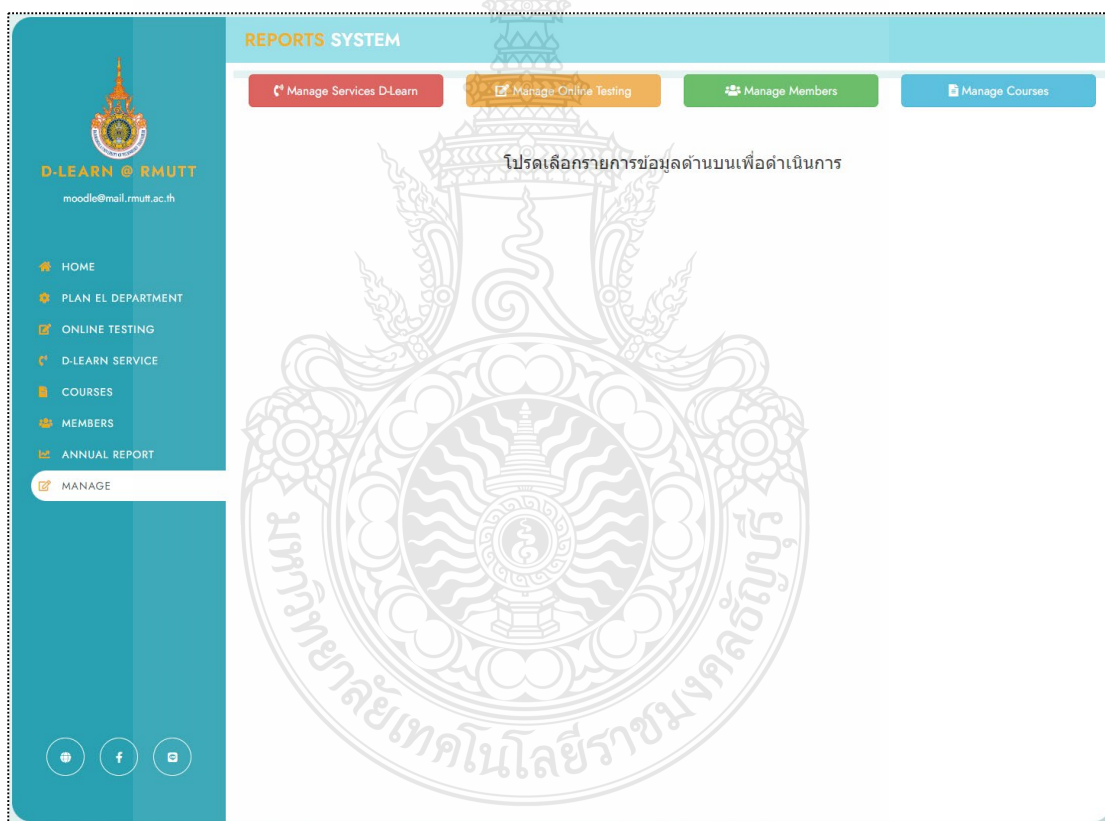 REPORTS SYSTEM
Manage Services D-Learn
Manage Online Testing
Manage Members
Manage Courses
โปรดเลือกรายการข้อมูลด้านบนเพื่อดำเนินการ
D-LEARN @ RMUTT
moodle@mail.rmutt.ac.th
HOME
PLAN EL DEPARTMENT
ONLINE TESTING
D-LEARN SERVICE
COURSES
MEMBERS
ANNUAL REPORT
MANAGE
มหาวิทยาลัยเทคโนโลยีราชมงคลธัญบุรี